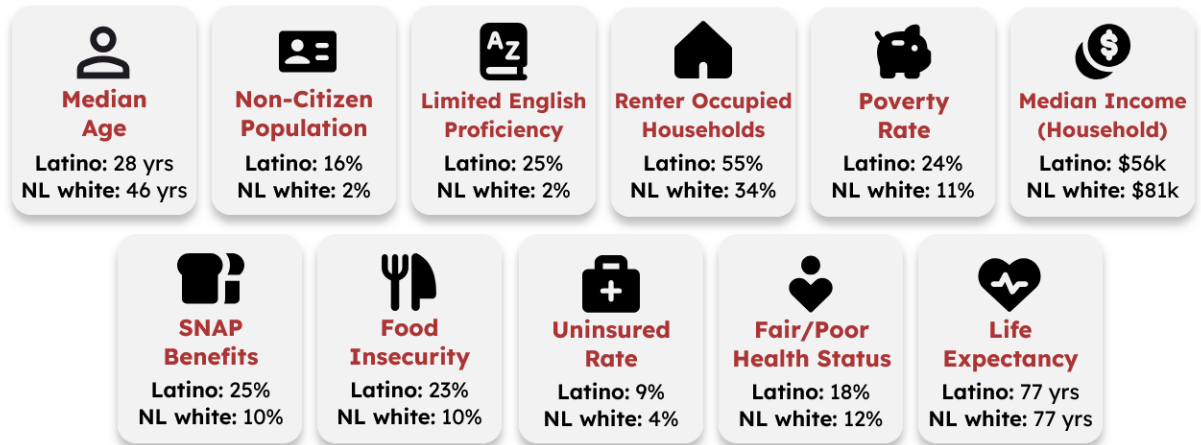 A
Z
$
Median
Age
Latino: 28 yrs
NL white: 46 yrs
Non-Citizen
Population
Latino: 16%
NL white: 2%
Limited English
Proficiency
Latino: 25%
NL white: 2%
Renter Occupied
Households
Latino: 55%
NL white: 34%
Poverty
Rate
Latino: 24%
NL white: 11%
Median Income
(Household)
Latino: $56k
NL white: $81k
SNAP
Benefits
Latino: 25%
NL white: 10%
Food
Insecurity
Latino: 23%
NL white: 10%
Uninsured
Rate
Latino: 9%
NL white: 4%
Fair/Poor
Health Status
Latino: 18%
NL white: 12%
Life
Expectancy
Latino: 77 yrs
NL white: 77 yrs